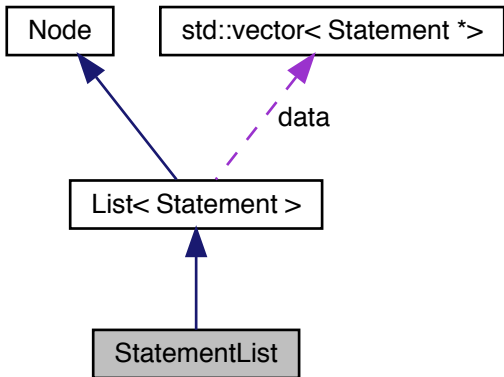 Node
std::vector< Statement *>
data
List< Statement >
StatementList